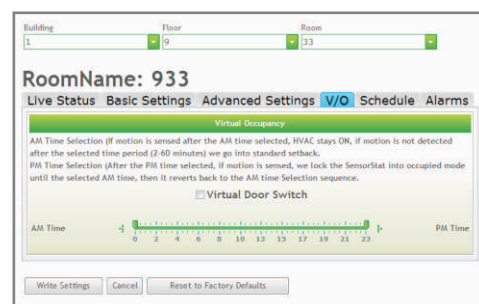 Building Floor Room
1 9 33
RoomName: 933
Live Status Basic Settings Advanced Settings V/O Schedule Alarms
Virtual Occupancy
AM Time Selection (If motion is sensed after the AM time selected, HVAC stays ON, if motion is not detected
after the selected time period (2-60 minutes) we go into standard setback.
PM Time Selection (After the PM time selected, if motion is sensed, we lock the SensorStat into occupied mode
until the selected AM time, then it reverts back to the AM time Selection sequence.
Virtual Door Switch
AM Time PM Time
0 2 4 6 8 10 13 15 17 19 21 23
Write Settings Cancel Reset to Factory Defaults